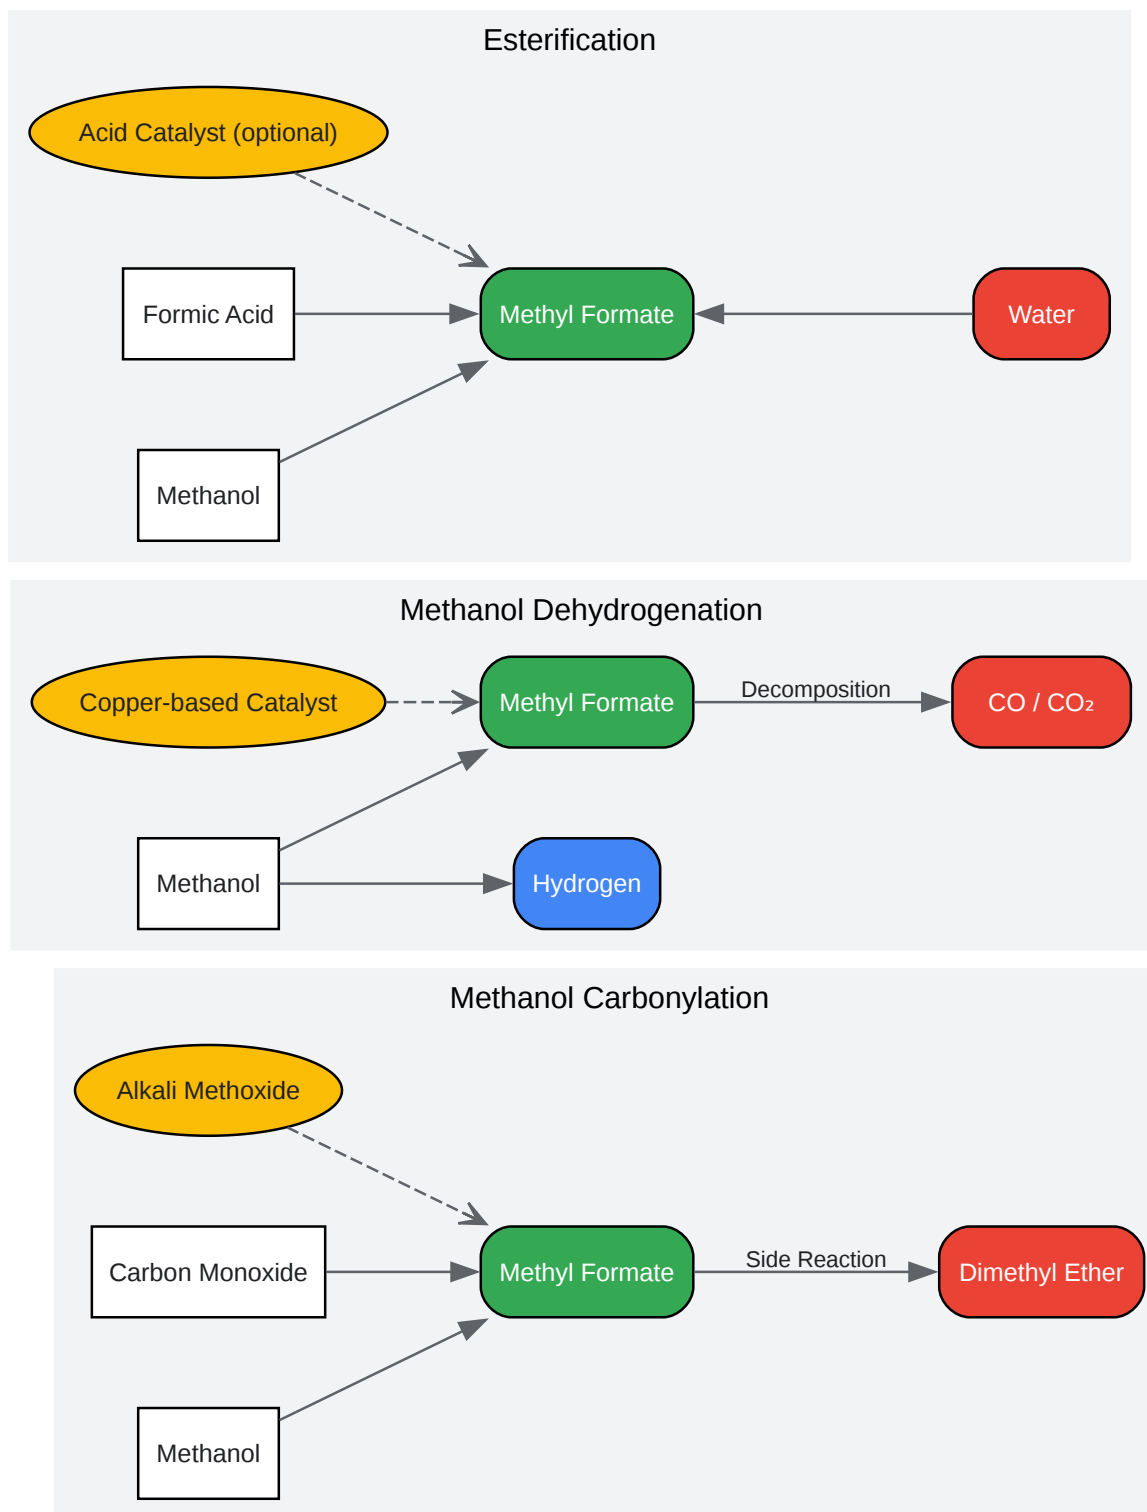 Esterification
Acid Catalyst (optional)
Formic Acid
Methyl Formate
Water
Methanol
Methanol Dehydrogenation
Copper-based Catalyst
Methyl Formate
Decomposition
CO / CO₂
Methanol
Hydrogen
Methanol Carbonylation
Alkali Methoxide
Carbon Monoxide
Methyl Formate
Side Reaction
Dimethyl Ether
Methanol